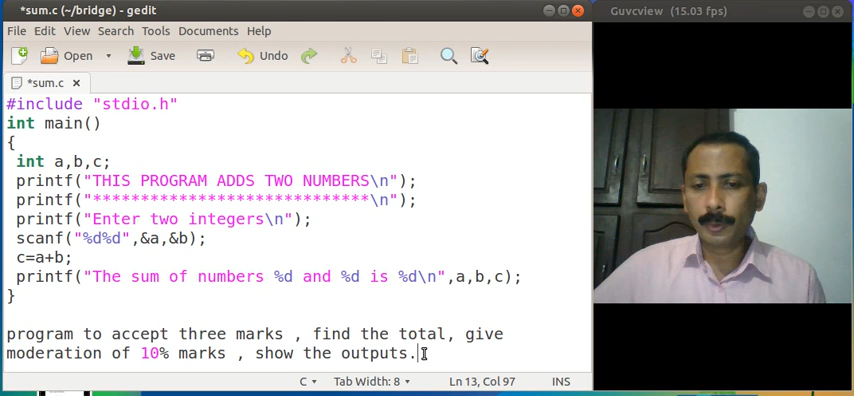 *sum.c (~/bridge) - gedit
Guvcview (15.03 fps)
File Edit View Search Tools Documents Help
Open Save Undo
*sum.c
#include "stdio.h"
int main()
{
int a,b,c;
printf("THIS PROGRAM ADDS TWO NUMBERS\n");
printf("*****************************\n");
printf("Enter two integers\n");
scanf("%d%d",&a,&b);
c=a+b;
printf("The sum of numbers %d and %d is %d\n",a,b,c);
}
program to accept three marks , find the total, give
moderation of 10% marks , show the outputs.
C Tab Width: 8 Ln 13, Col 97 INS